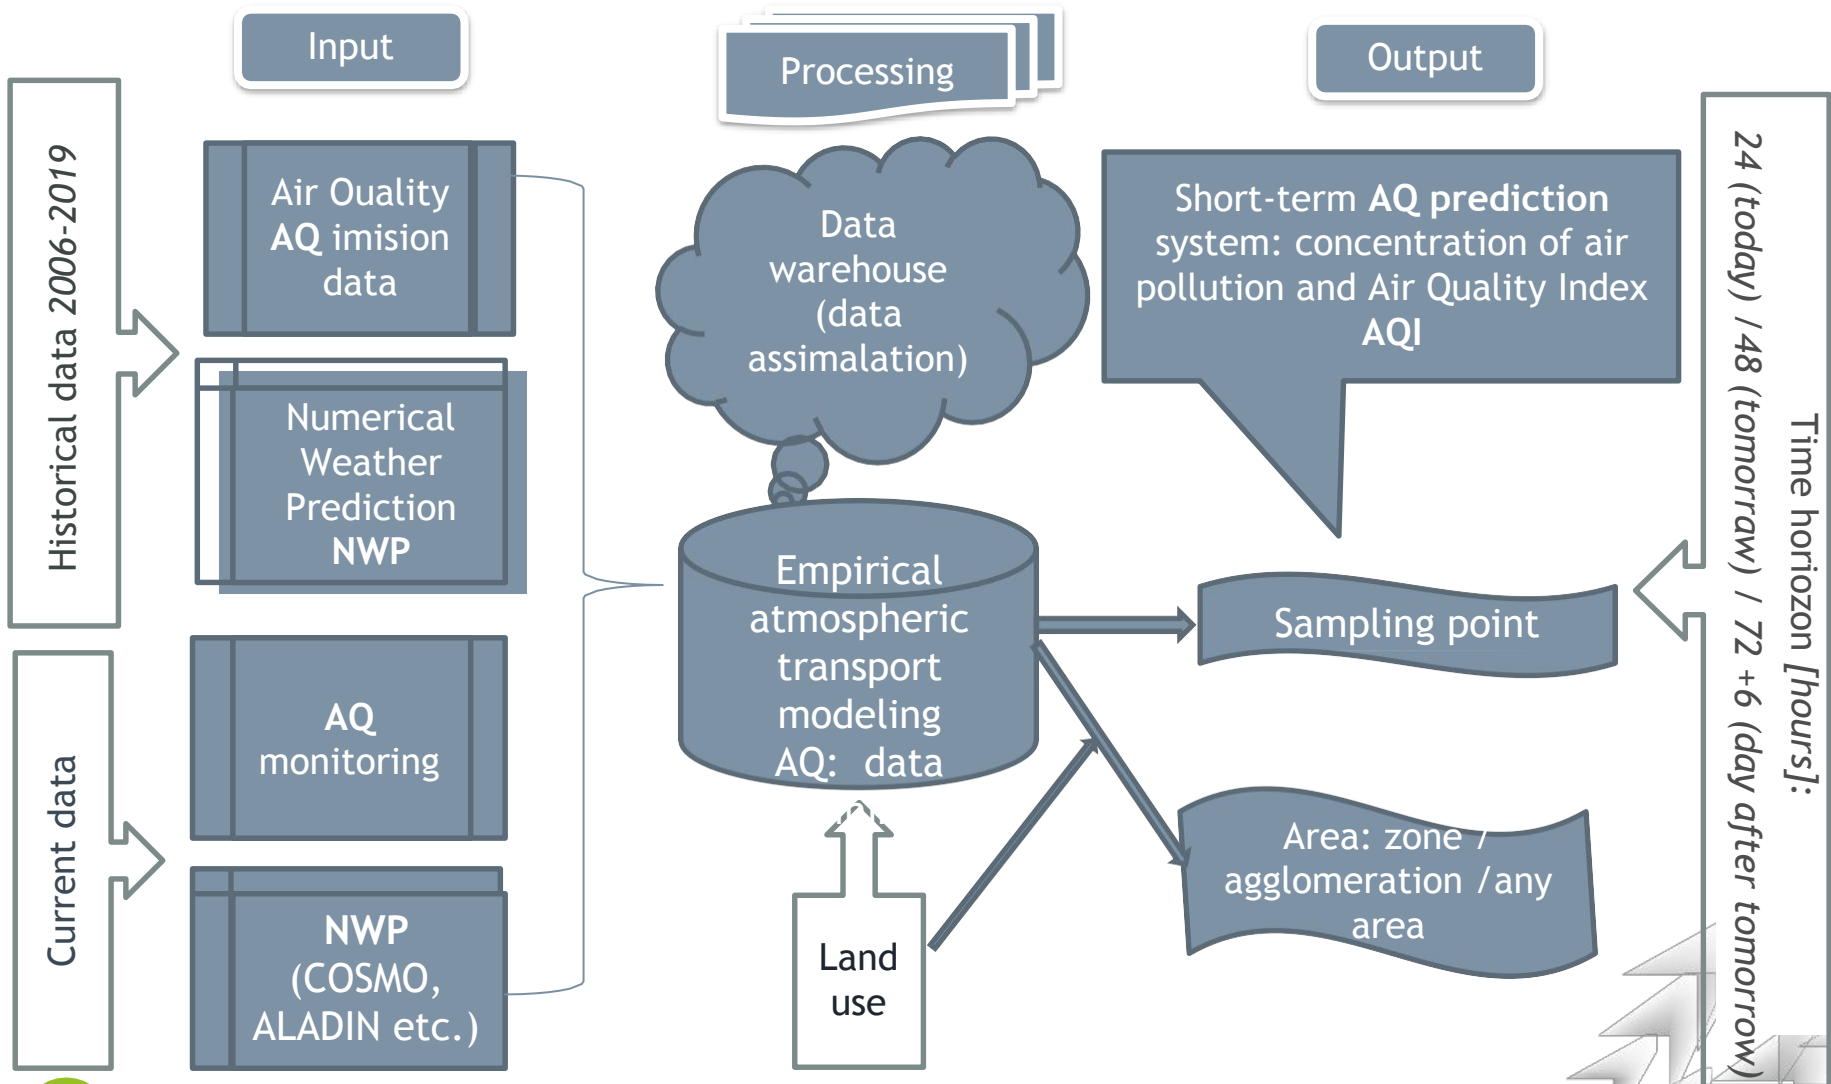 Input
Processing
Output
Historical data 2006-2019
Air Ouality
AQ imision
data
Numerical
Weather
Prediction
NWP
Current data
AQ
monitoring
NWP
(COSMO,
ALADIN etc.)
Data
warehouse
(data
assimalation)
Empirical
atmospheric
transport
modeling
AQ: data
Land
use
Short-term AQ prediction
system: concentration of air
pollution and Air Quality Index
AQI
Sampling point
Area: zone /
agglomeration /any
area
Time horiozon [hours]:
24 (today) /48 (tomorraw) / 72 +6 (day after tomorrow)